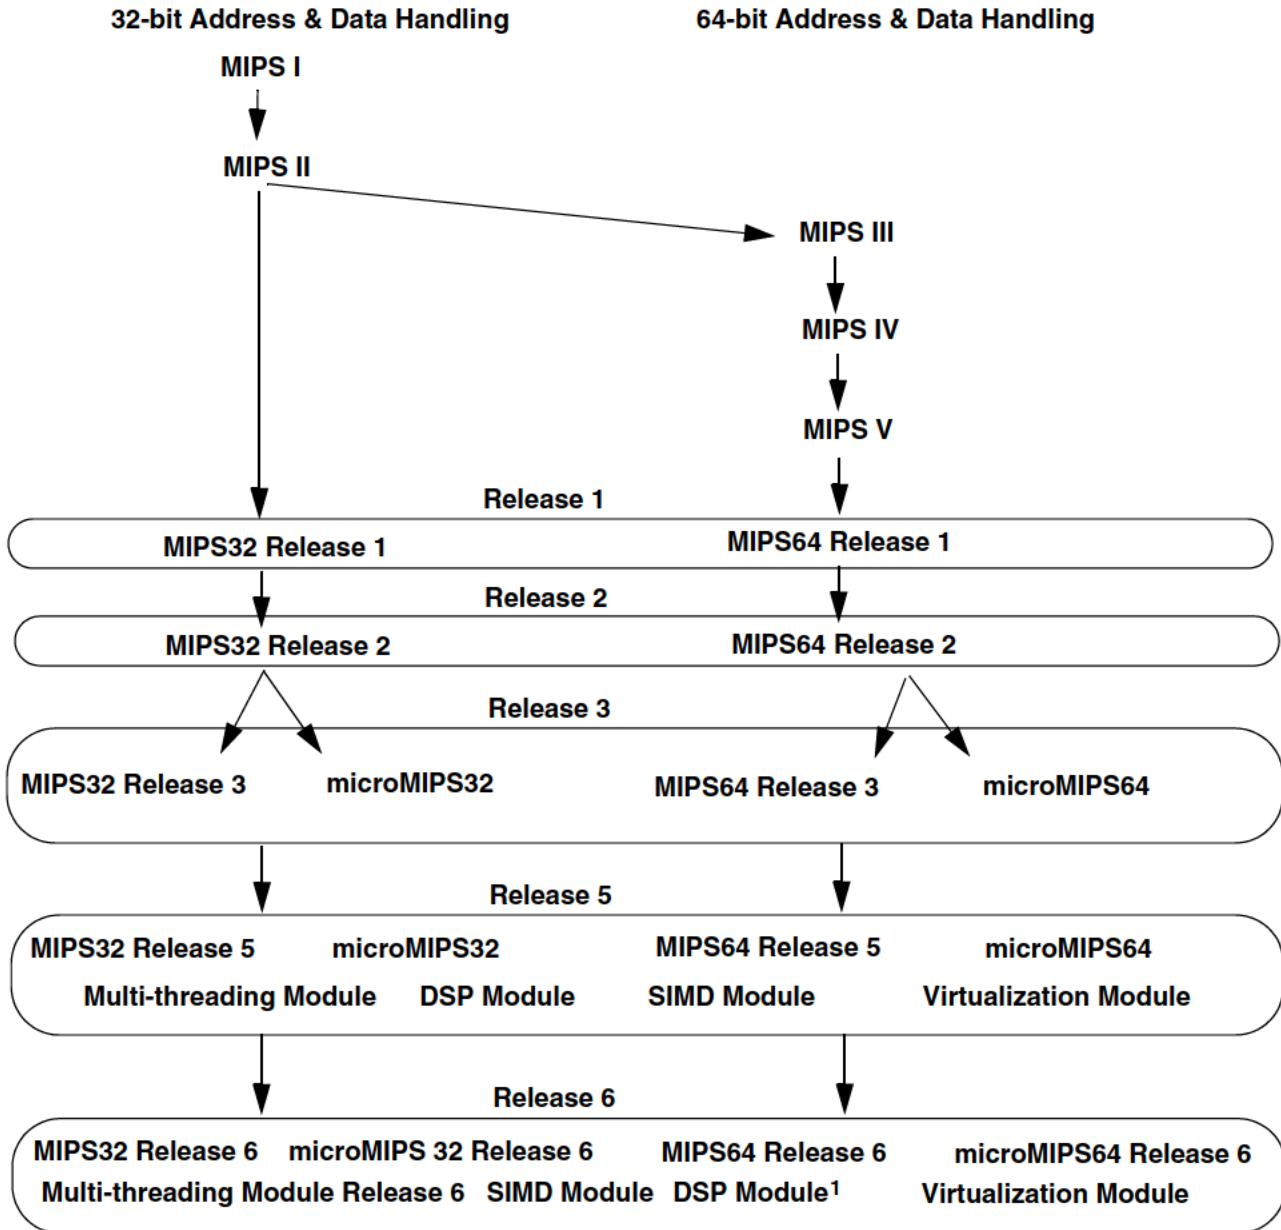 32-bit Address & Data Handling 64-bit Address & Data Handling
MIPS I
MIPS II
MIPS III
MIPS IV
MIPS V
Release 1
MIPS32 Release 1 MIPS64 Release 1
Release 2
MIPS32 Release 2 MIPS64 Release 2
Release 3
MIPS32 Release 3 microMIPS32 MIPS64 Release 3 microMIPS64
Release 5
MIPS32 Release 5 microMIPS32 MIPS64 Release 5 microMIPS64
Multi-threading Module DSP Module SIMD Module Virtualization Module
Release 6
MIPS32 Release 6 microMIPS 32 Release 6 MIPS64 Release 6 microMIPS64 Release 6
Multi-threading Module Release 6 SIMD Module DSP Module¹ Virtualization Module